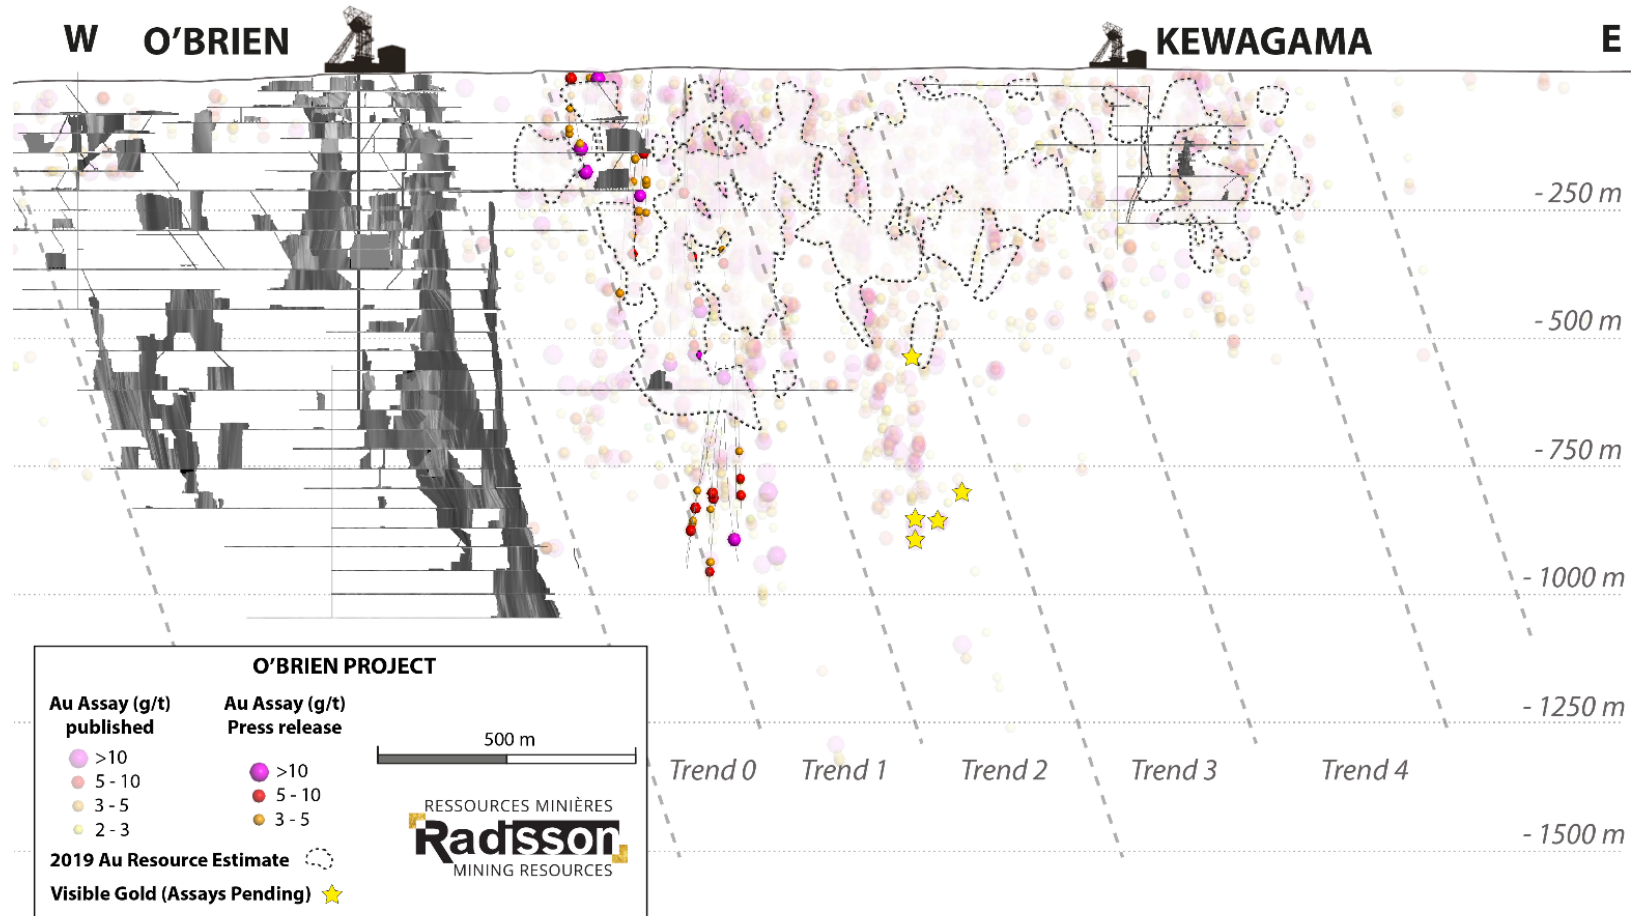 W O’BRIEN KEWAGAMA E
- 250 m
- 500 m
- 750 m
- 1000 m
- 1250 m
Trend 0 Trend 1 Trend 2 Trend 3 Trend 4
- 1500 m
O’BRIEN PROJECT
Au Assay (g/t)
published
>10
5 - 10
3 - 5
2 - 3
Au Assay (g/t)
Press release
>10
5 - 10
3 - 5
500 m
2019 Au Resource Estimate
Visible Gold (Assays Pending)
RESSOURCES MINIÈRES
Radisson
MINING RESOURCES